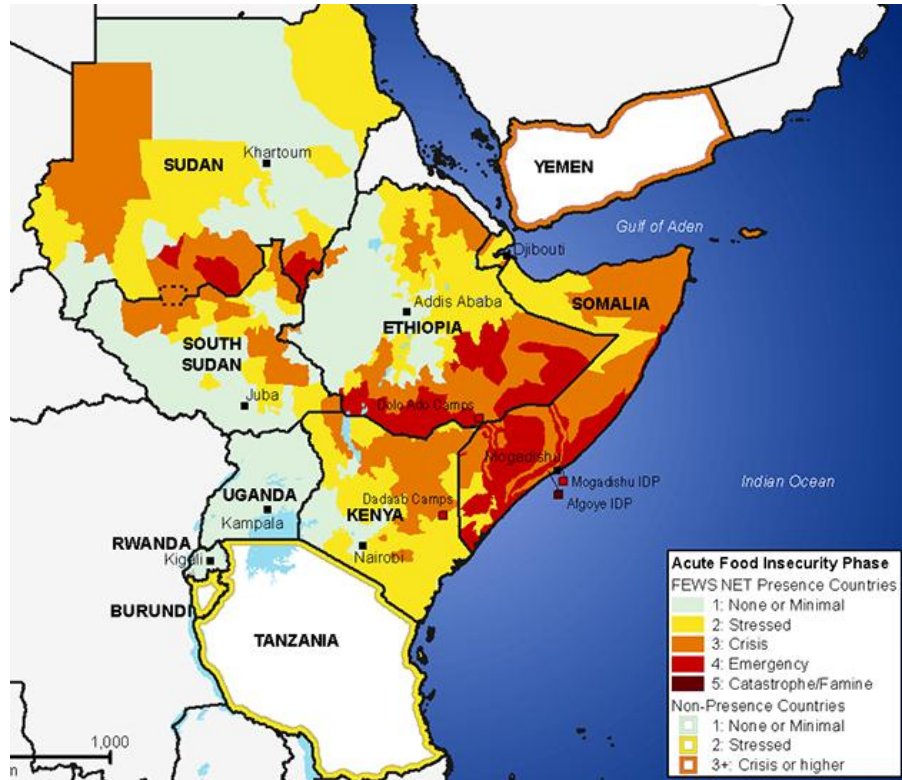 SUDAN
Khartoum
YEMEN
Gulf of Aden
Djibouti
SOMALIA
Addis Ababa
ETHIOPIA
SOUTH
SUDAN
Juba
Dolo Ado Camps
Mogadishu
Mogadishu IDP
Afgoye IDP
Indian Ocean
UGANDA
Kampala
Dadaab Camps
KENYA
Nairobi
RWANDA
Kigali
BURUNDI
TANZANIA
1,000
m
Acute Food Insecurity Phase
FEWS NET Presence Countries
1: None or Minimal
2: Stressed
3: Crisis
4: Emergency
5: Catastrophe/Famine
Non-Presence Countries
1: None or Minimal
2: Stressed
3+: Crisis or higher